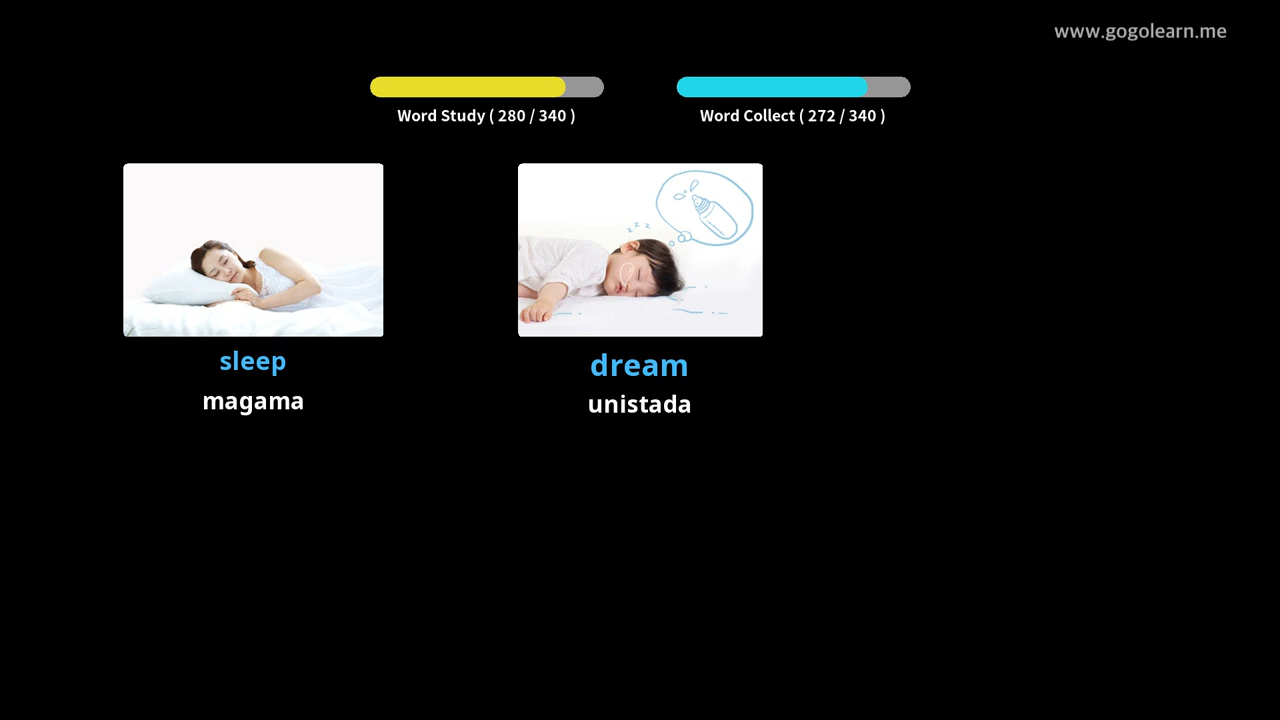 www.gogolearn.me
Word Study ( 280 / 340 )
Word Collect ( 272 / 340 )
z z z
sleep
magama
dream
unistada